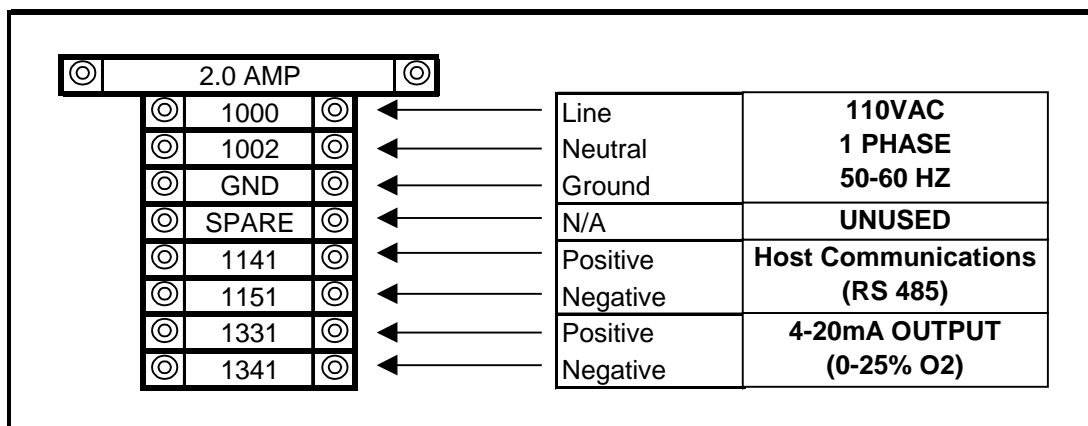 2.0 AMP
1000 Line 110VAC
1002 Neutral 1 PHASE
GND Ground 50-60 HZ
SPARE N/A UNUSED
1141 Positive Host Communications
1151 Negative (RS 485)
1331 Positive 4-20mA OUTPUT
1341 Negative (0-25% O2)